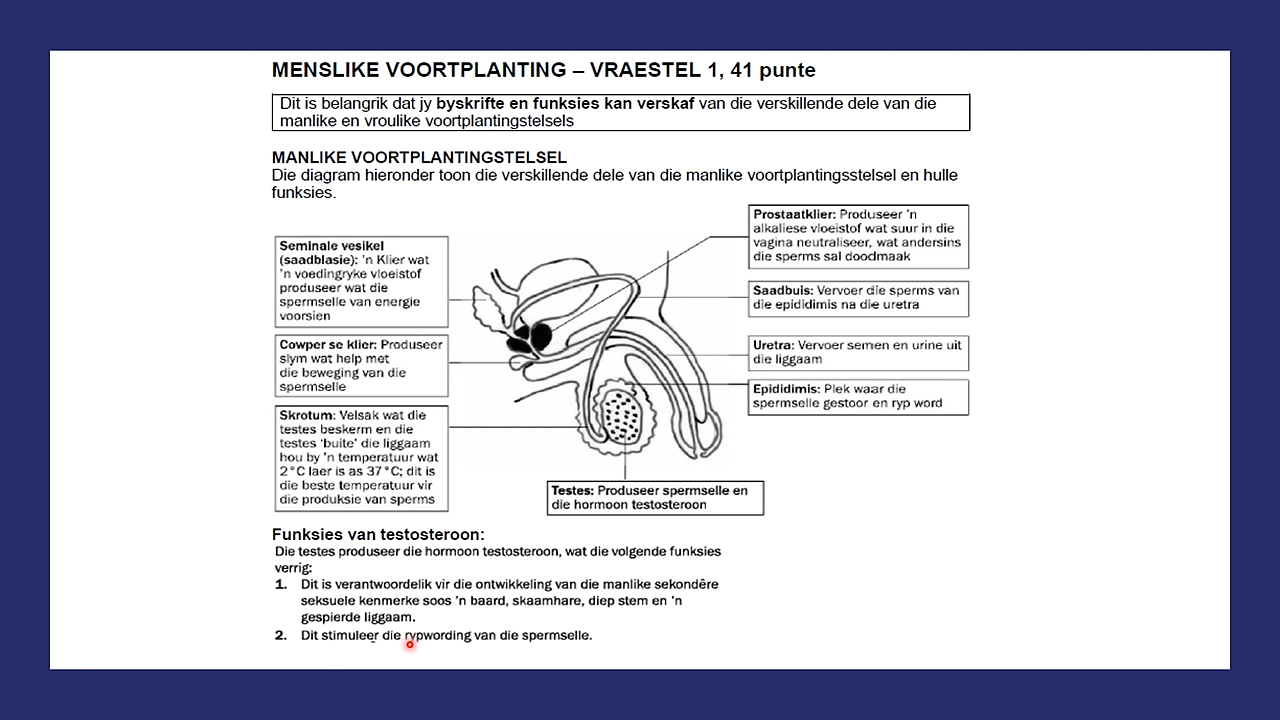 MENSLIKE VOORTPLANTING – VRAESTEL 1, 41 punte
Dit is belangrik dat jy byskrifte en funksies kan verskaf van die verskillende dele van die
manlike en vroulike voortplantingstelsels
MANLIKE VOORTPLANTINGSTELSEL
Die diagram hieronder toon die verskillende dele van die manlike voortplantingsstelsel en hulle
funksies.
Seminale vesikel
(saadblasie): 'n Klier wat
'n voedingryke vloeistof
produseer wat die
spermselle van energie
voorsien
Cowper se klier: Produseer
slym wat help met
die beweging van die
spermselle
Skrotum: Velsak wat die
testes beskerm en die
testes 'buite' die liggaam
hou by 'n temperatuur wat
2°C laer is as 37°C; dit is
die beste temperatuur vir
die produksie van sperms
Prostaatklier: Produseer 'n
alkaliese vloeistof wat suur in die
vagina neutraliseer, wat andersins
die sperms sal doodmaak
Saadbuis: Vervoer die sperms van
die epididimis na die uretra
Uretra: Vervoer semen en urine uit
die liggaam
Epididimis: Plek waar die
spermselle gestoor en ryp word
Testes: Produseer spermselle en
die hormoon testosteroon
Funksies van testosteroon:
Die testes produseer die hormoon testosteroon, wat die volgende funksies
verrig:
1. Dit is verantwoordelik vir die ontwikkeling van die manlike sekondêre
seksuele kenmerke soos 'n baard, skaamhare, diep stem en 'n
gespierde liggaam.
2. Dit stimuleer die rypwording van die spermselle.